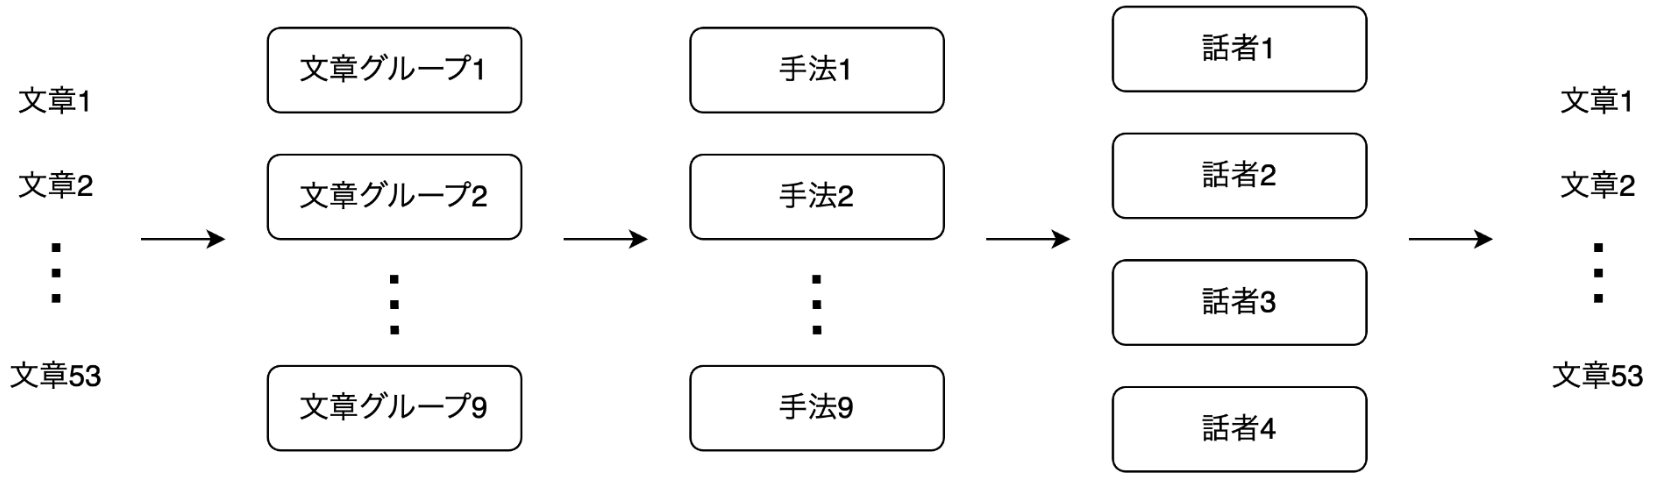 文章1
文章2
文章53
文章グループ1
文章グループ2
文章グループ9
手法1
手法2
手法9
話者1
話者2
話者3
話者4
文章1
文章2
文章53